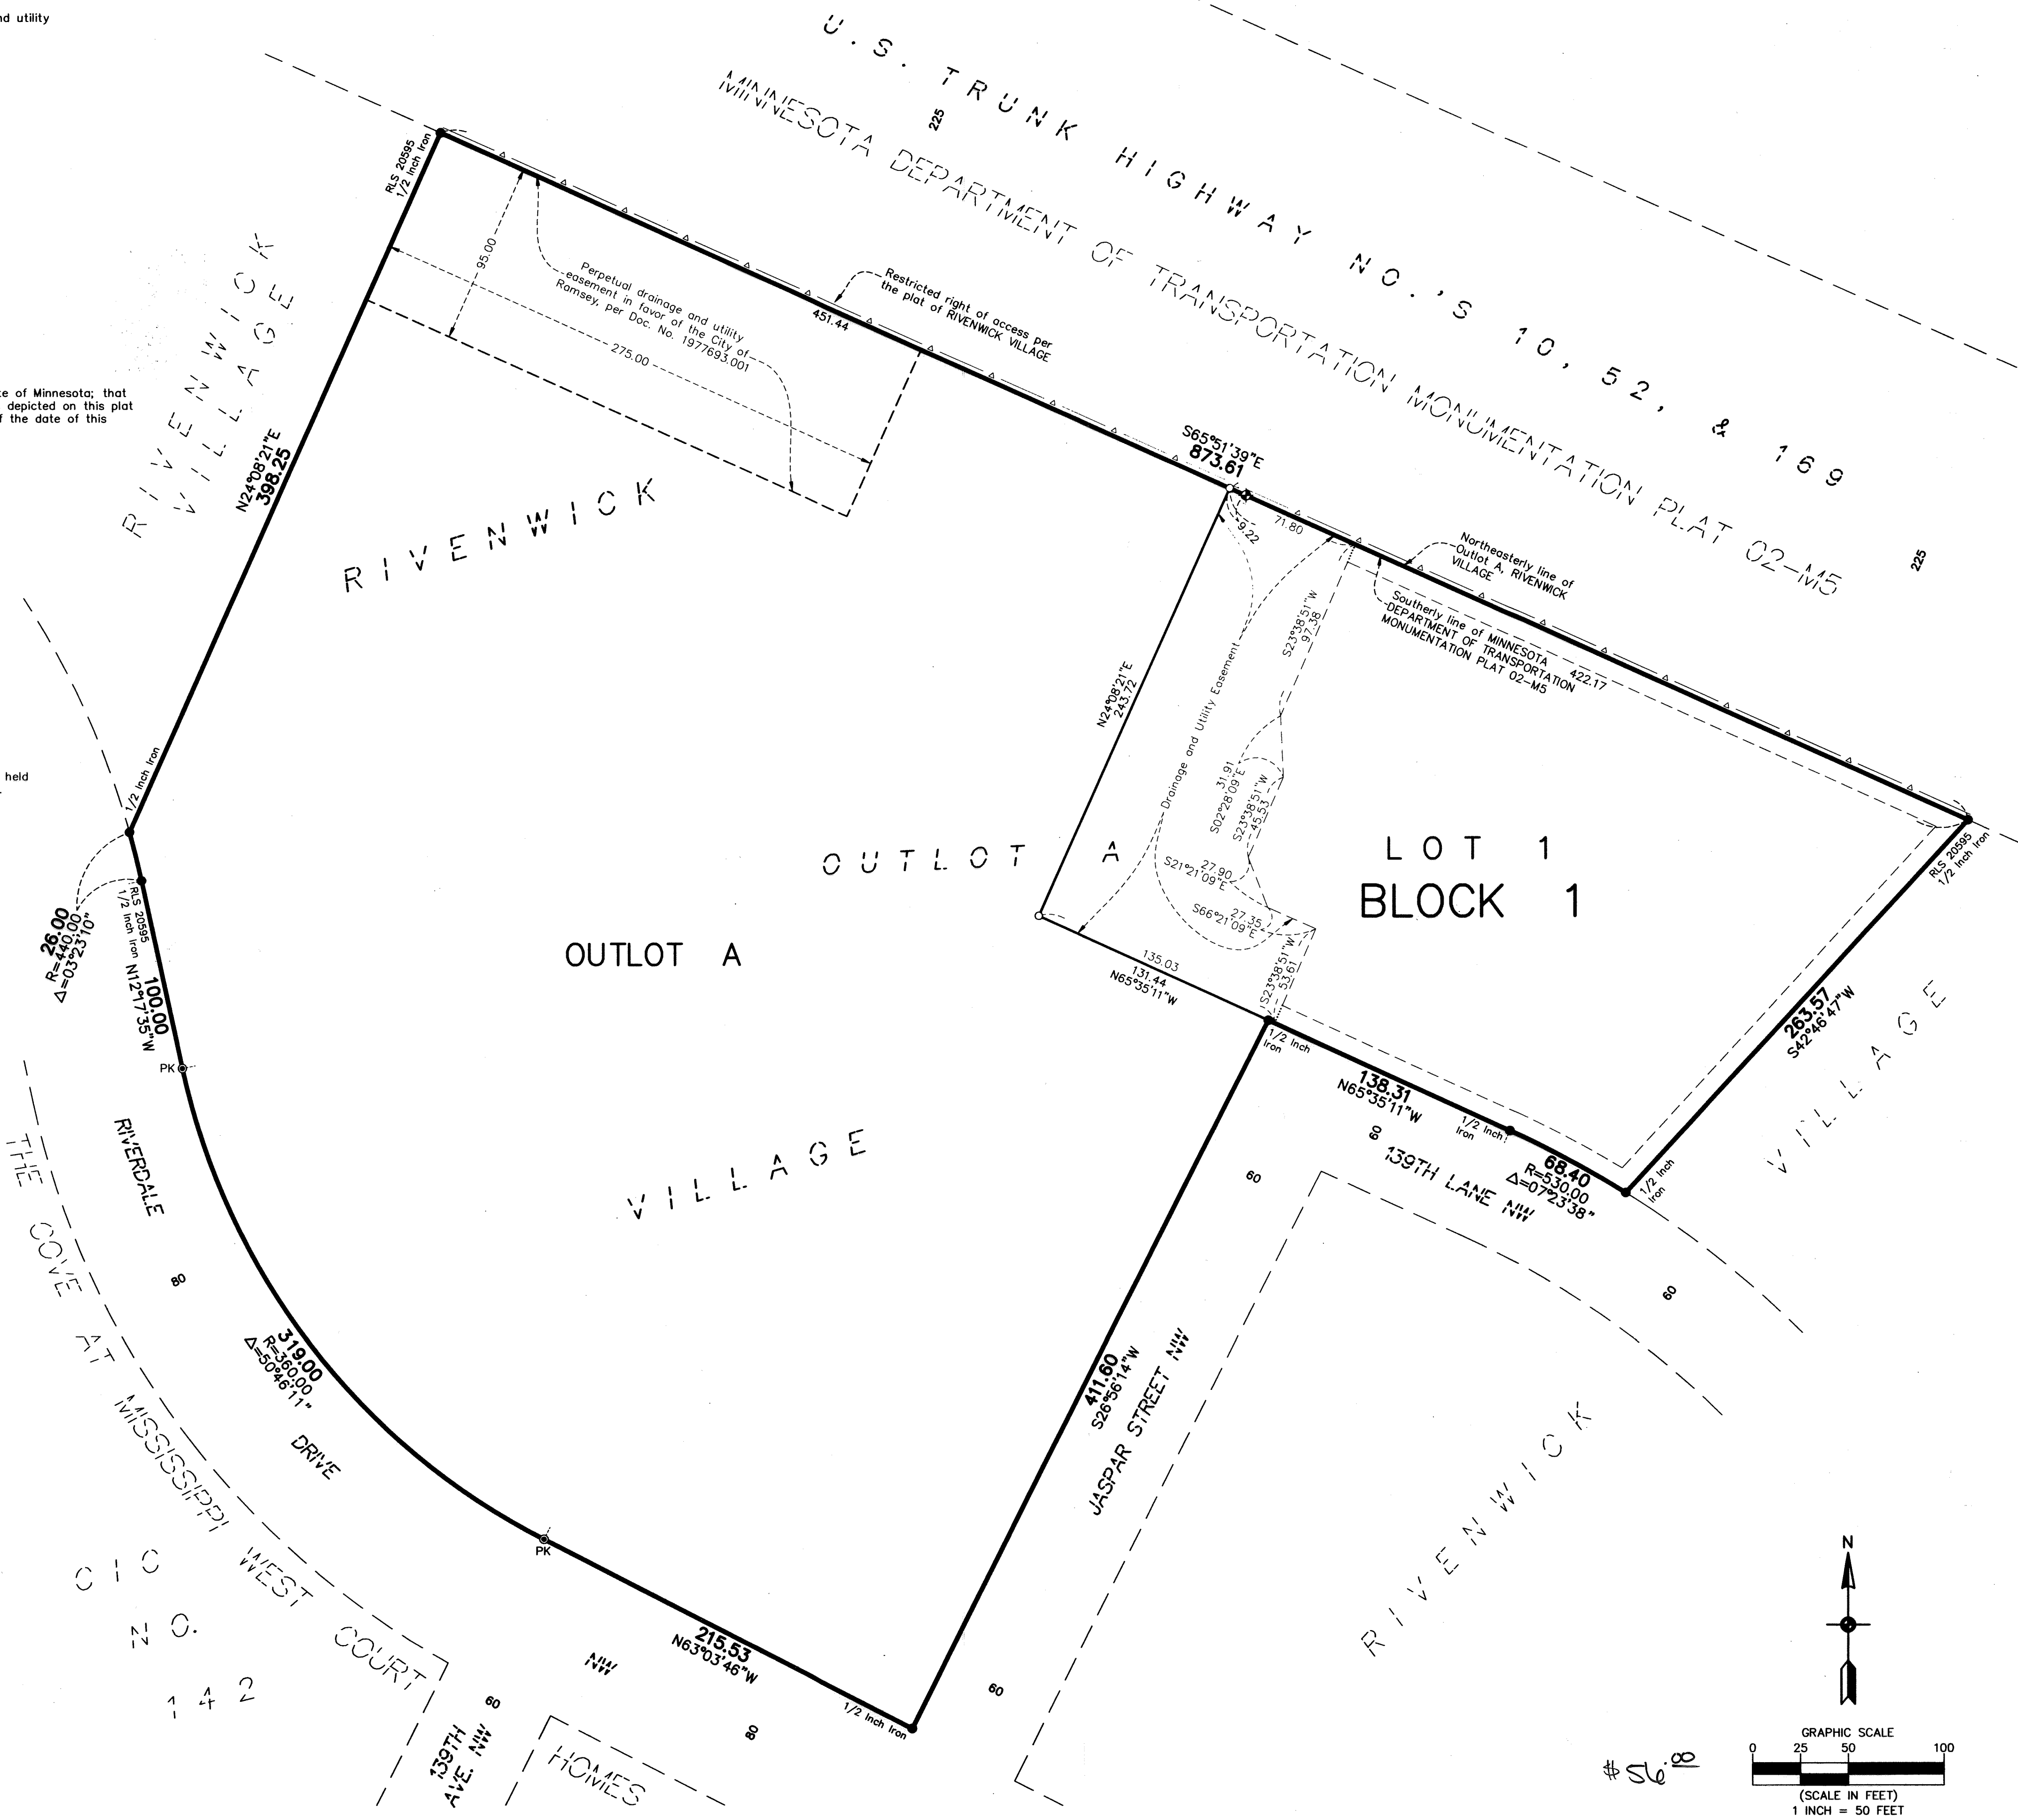 nd utility
U.S. TRUNK HIGHWAY NO.'S 10, 52, & 169
MINNESOTA DEPARTMENT OF TRANSPORTATION MONUMENTATION PLAT 02-M5
225
225
RLS 20595
1/2 Inch Iron
95.00
Perpetual drainage and utility
easement in favor of the City of
Ramsey, per Doc. No. 1977693.001
275.00
451.44
Restricted right of access per
the plat of RIVENWICK VILLAGE
RIVENWICK
VILLAGE
te of Minnesota; that
depicted on this plat
f the date of this
N24°08'21"E
398.25
RIVENWICK
S65°51'39"E
873.61
9.22
71.80
Northeasterly line of
Outlot A, RIVENWICK
VILLAGE
Southerly line of MINNESOTA
DEPARTMENT OF TRANSPORTATION
MONUMENTATION PLAT 02-M5
422.17
S23°38'51"W
97.38
Drainage and Utility Easement
N24°08'21"E
243.72
31.91
S02°28'09"E
S23°38'51"W
45.53
27.90
S21°21'09"E
27.35
S66°21'09"E
S23°38'51"W
53.61
held
1/2 Inch Iron
OUTLOT A
LOT 1
BLOCK 1
RLS 20595
1/2 Inch Iron
OUTLOT A
135.03
131.44
N65°35'11"W
26.00
R=440.00
Δ=03°23'10"
RLS 20595
1/2 Inch Iron
100.00
N12°17'35"W
PK
1/2 Inch
Iron
138.31
N65°35'11"W
1/2 Inch
Iron
263.57
S42°46'47"W
VILLAGE
68.40
R=530.00
Δ=07°23'38"
1/2 Inch
Iron
60
139TH LANE NW
60
60
VILLAGE
RIVERDALE
80
THE COVE AT MISSISSIPPI WEST COURT
319.00
R=360.00
Δ=50°46'11"
DRIVE
411.60
S26°56'14"W
JASPAR STREET NW
RIVENWICK
PK
CIC
NO.
142
215.53
N63°03'46"W
1/2 Inch Iron
NW
60
60
80
139TH
AVE. NW
HOMES
N
$56.00
GRAPHIC SCALE
0 25 50 100
(SCALE IN FEET)
1 INCH = 50 FEET